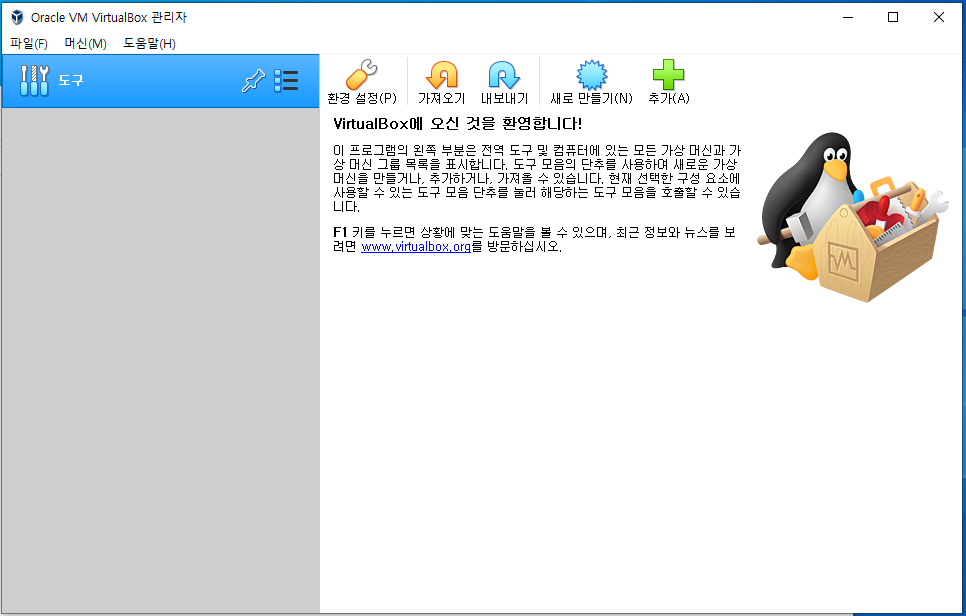 Oracle VM VirtualBox 관리자
파일(F) 머신(M) 도움말(H)
도구
환경 설정(P) 가져오기 내보내기 새로 만들기(N) 추가(A)
VirtualBox에 오신 것을 환영합니다!
이 프로그램의 왼쪽 부분은 전역 도구 및 컴퓨터에 있는 모든 가상 머신과 가
상 머신 그룹 목록을 표시합니다. 도구 모음의 단추를 사용하여 새로운 가상
머신을 만들거나, 추가하거나, 가져올 수 있습니다. 현재 선택한 구성 요소에
사용할 수 있는 도구 모음 단추를 눌러 해당하는 도구 모음을 호출할 수 있습
니다.
F1 키를 누르면 상황에 맞는 도움말을 볼 수 있으며, 최근 정보와 뉴스를 보
려면 www.virtualbox.org를 방문하십시오.